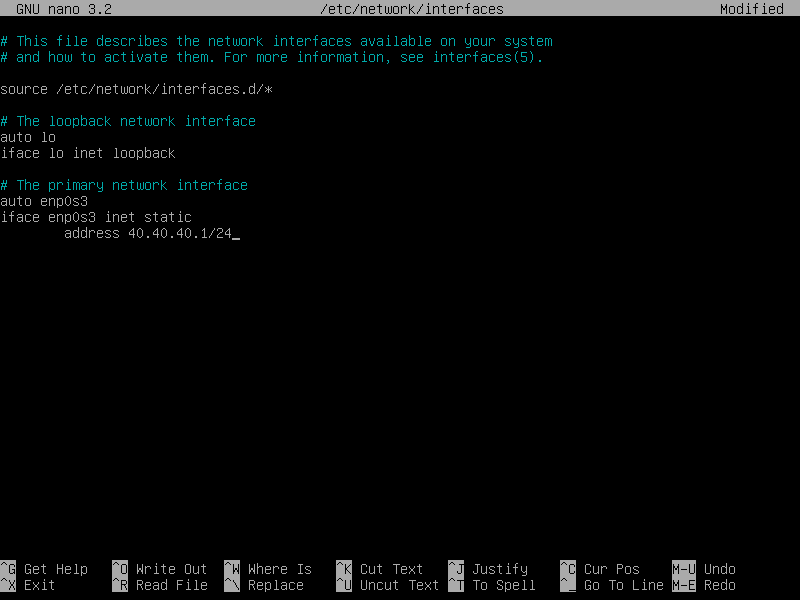 GNU nano 3.2 /etc/network/interfaces Modified
# This file describes the network interfaces available on your system
# and how to activate them. For more information, see interfaces(5).
source /etc/network/interfaces.d/*
# The loopback network interface
auto lo
iface lo inet loopback
# The primary network interface
auto enp0s3
iface enp0s3 inet static
address 40.40.40.1/24_
^G Get Help ^O Write Out ^W Where Is ^K Cut Text ^J Justify ^C Cur Pos M-U Undo
^X Exit ^R Read File ^\ Replace ^U Uncut Text ^T To Spell ^_ Go To Line M-E Redo